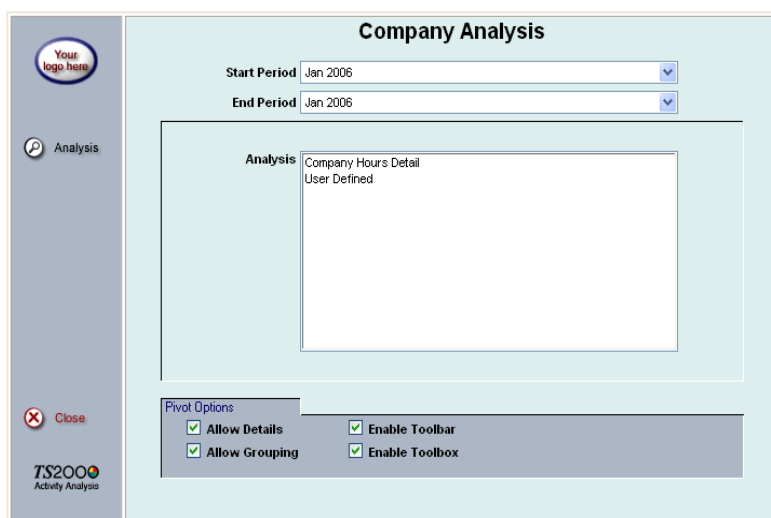 Company Analysis
Your
logo here
Start Period Jan 2006
End Period Jan 2006
Analysis
Analysis
Company Hours Detail
User Defined
Close
Pivot Options
Allow Details Enable Toolbar
Allow Grouping Enable Toolbox
TS2000
Activity Analysis